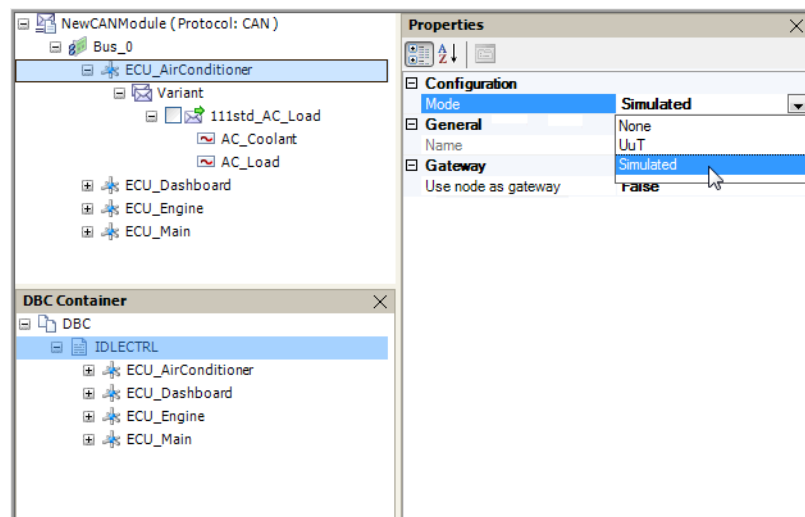 NewCANModule (Protocol: CAN )
Bus_0
ECU_AirConditioner
Variant
111std_AC_Load
AC_Coolant
AC_Load
ECU_Dashboard
ECU_Engine
ECU_Main
DBC Container
DBC
IDLECTRL
ECU_AirConditioner
ECU_Dashboard
ECU_Engine
ECU_Main
Properties
A Z
Configuration
Mode Simulated
General None
Name UuT
Gateway Simulated
Use node as gateway False